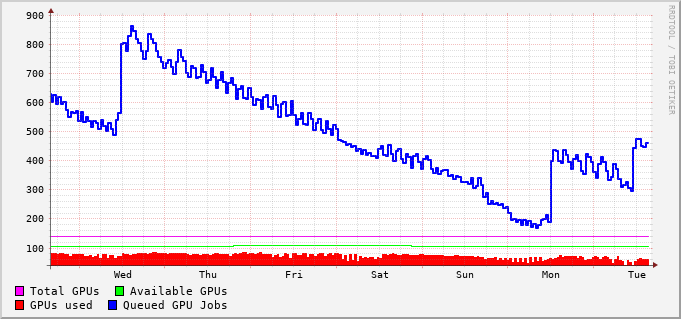 900
800
700
600
500
400
300
200
100
Wed Thu Fri Sat Sun Mon Tue
Total GPUs Available GPUs
GPUs used Queued GPU Jobs
RRDTOOL / TOBI OETIKER